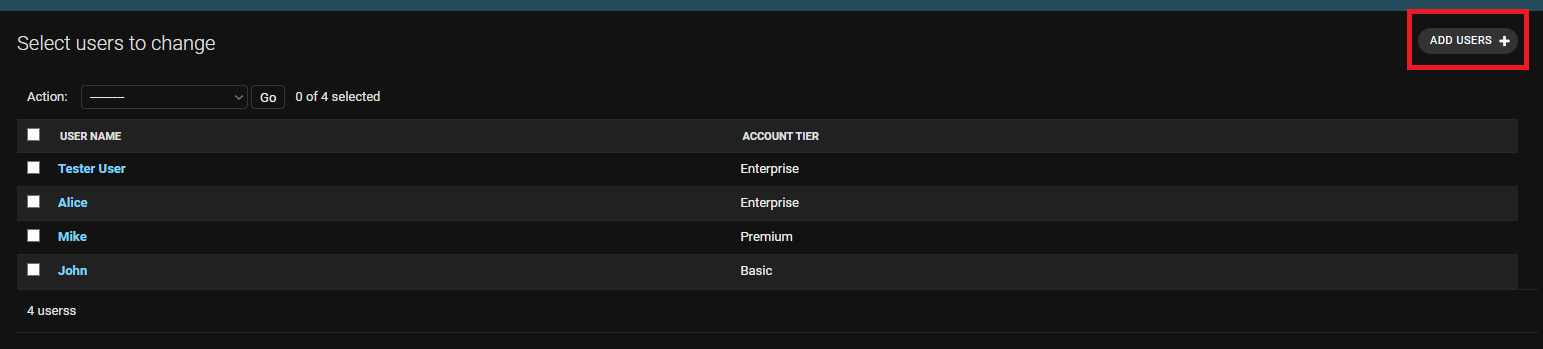 Select users to change
ADD USERS +
Action: --------- Go 0 of 4 selected
USER NAME ACCOUNT TIER
Tester User Enterprise
Alice Enterprise
Mike Premium
John Basic
4 userss